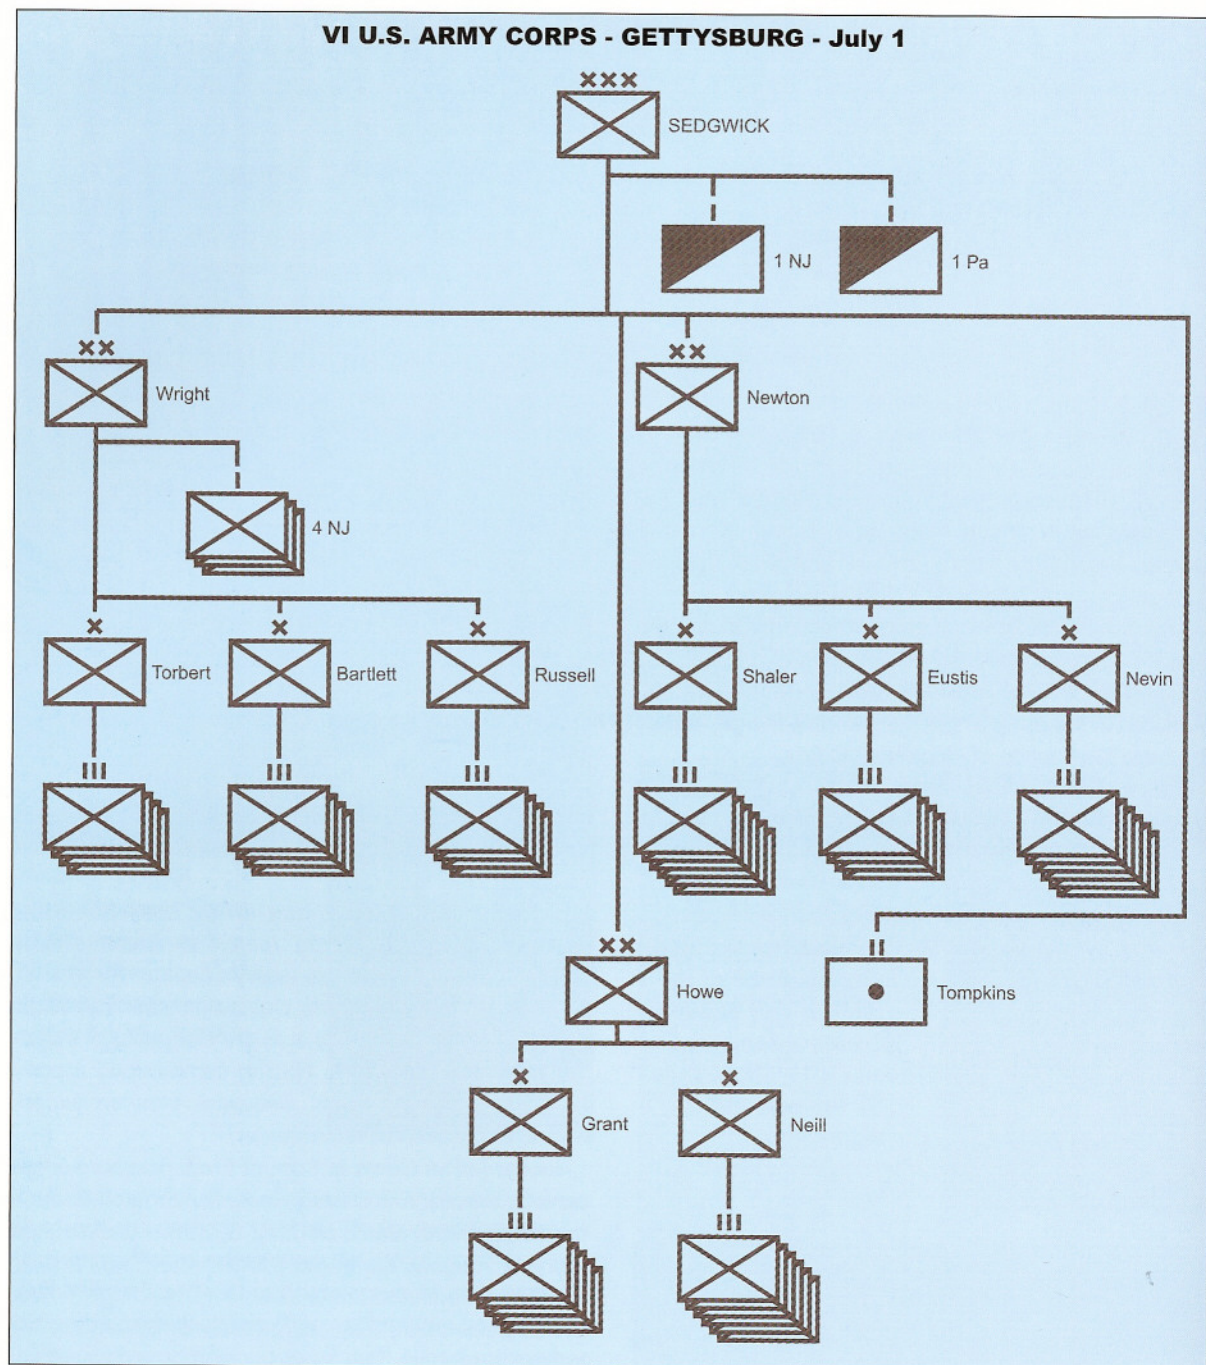 VI U.S. ARMY CORPS - GETTYSBURG - July 1
SEDGWICK
1 NJ
1 Pa
Wright
Newton
4 NJ
Torbert
Bartlett
Russell
Shaler
Eustis
Nevin
Howe
Tompkins
Grant
Neill